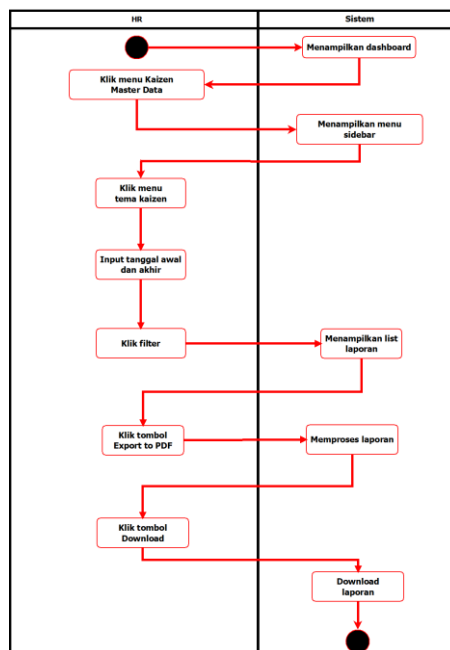 HR
Sistem
Menampilkan dashboard
Klik menu Kaizen
Master Data
Menampilkan menu
sidebar
Klik menu
tema kaizen
Input tanggal awal
dan akhir
Klik filter
Menampilkan list
laporan
Klik tombol
Export to PDF
Memproses laporan
Klik tombol
Download
Download
laporan